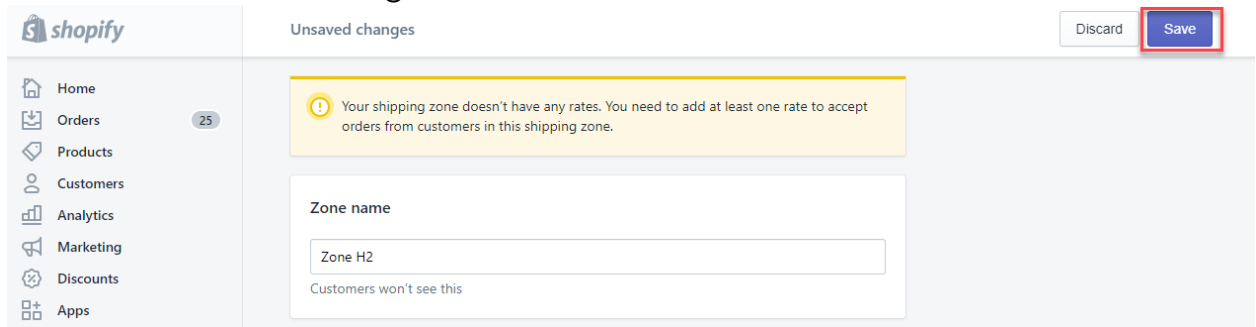 shopify
Unsaved changes
Discard
Save
Home
Orders
25
Products
Customers
Analytics
Marketing
Discounts
Apps
Your shipping zone doesn't have any rates. You need to add at least one rate to accept
orders from customers in this shipping zone.
Zone name
Zone H2
Customers won't see this